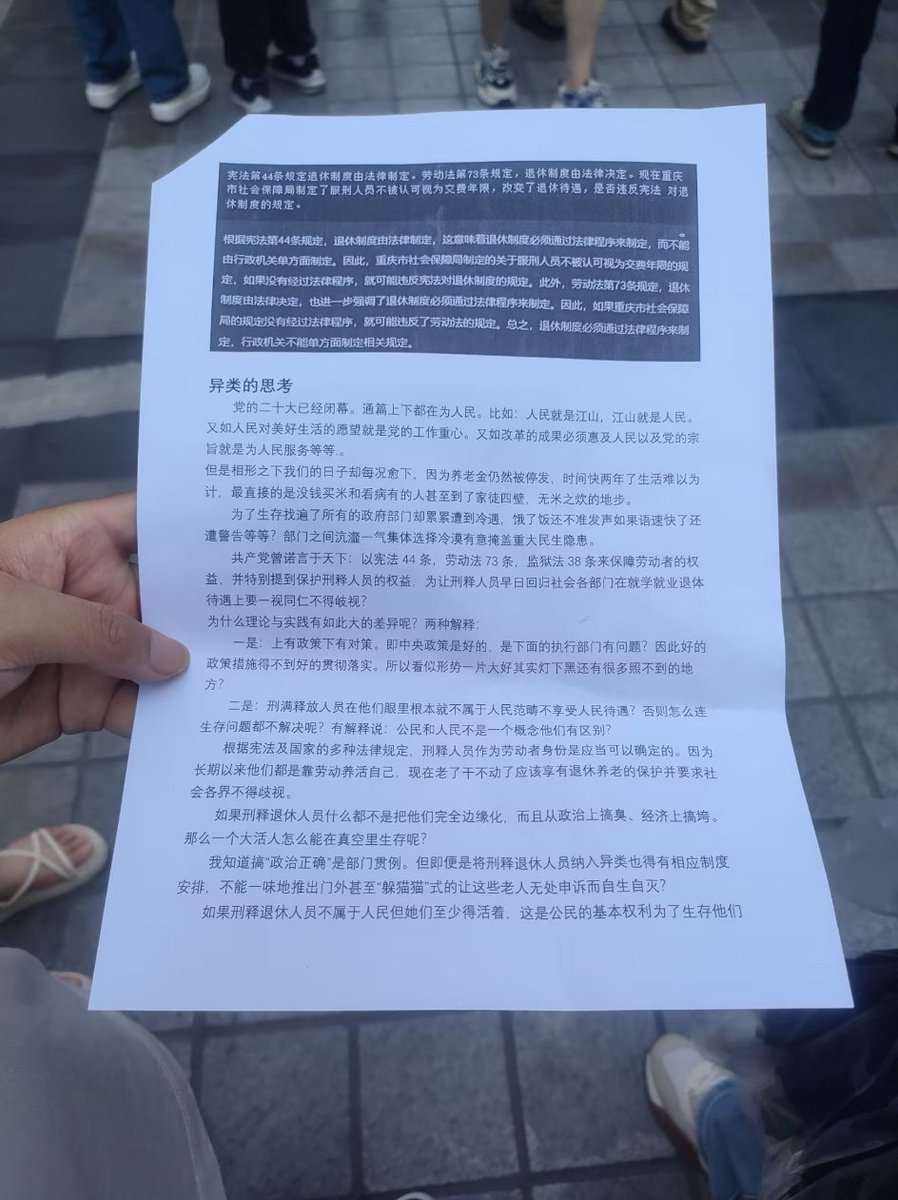 宪法第44条规定退休制度由法律制定。劳动法第73条规定，退休制度由法律决定。现在重庆
市社会保障局制定了服刑人员不被认可视为交费年限，改变了退休待遇，是否违反宪法 对退
休制度的规定。
根据宪法第44条规定，退休制度由法律制定，这意味着退休制度必须通过法律程序来制定，而不能
由行政机关单方面制定。因此，重庆市社会保障局制定的关于服刑人员不被认可视为交费年限的规
定，如果没有经过法律程序，就可能违反宪法对退休制度的规定。此外，劳动法第73条规定，退休
制度由法律决定，也进一步强调了退休制度必须通过法律程序来制定。因此，如果重庆市社会保障
局的规定没有经过法律程序，就可能违反了劳动法的规定。总之，退休制度必须通过法律程序来制
定，行政机关不能单方面制定相关规定。
异类的思考
党的二十大已经闭幕。通篇上下都在为人民。比如：人民就是江山，江山就是人民。
又如人民对美好生活的愿望就是党的工作重心。又如改革的成果必须惠及人民以及党的宗
旨就是为人民服务等等.。
但是相形之下我们的日子却每况愈下，因为养老金仍然被停发，时间快两年了生活难以为
计，最直接的是没钱买米和看病有的人甚至到了家徒四壁，无米之炊的地步。
为了生存找遍了所有的政府部门却累累遭到冷遇，饿了饭还不准发声如果语速快了还
遭警告等等？部门之间沆瀣一气集体选择冷漠有意掩盖重大民生隐患。
共产党曾诺言于天下：以宪法 44 条，劳动法 73 条，监狱法 38 条来保障劳动者的权
益，并特别提到保护刑释人员的权益，为让刑释人员早日回归社会各部门在就学就业退休
待遇上要一视同仁不得歧视？
为什么理论与实践有如此大的差异呢？两种解释：
一是：上有政策下有对策。即中央政策是好的，是下面的执行部门有问题？因此好的
政策措施得不到好的贯彻落实。所以看似形势一片大好其实灯下黑还有很多照不到的地
方？
二是：刑满释放人员在他们眼里根本就不属于人民范畴不享受人民待遇？否则怎么连
生存问题都不解决呢？有解释说：公民和人民不是一个概念他们有区别？
根据宪法及国家的多种法律规定，刑释人员作为劳动者身份是应当可以确定的。因为
长期以来他们都是靠劳动养活自己，现在老了干不动了应该享有退休养老的保护并要求社
会各界不得歧视。
如果刑释退休人员什么都不是把他们完全边缘化，而且从政治上搞臭、经济上搞垮。
那么一个大活人怎么能在真空里生存呢？
我知道搞“政治正确”是部门贯例。但即便是将刑释退休人员纳入异类也得有相应制度
安排，不能一味地推出门外甚至“躲猫猫”式的让这些老人无处申诉而自生自灭？
如果刑释退休人员不属于人民但她们至少得活着，这是公民的基本权利为了生存他们